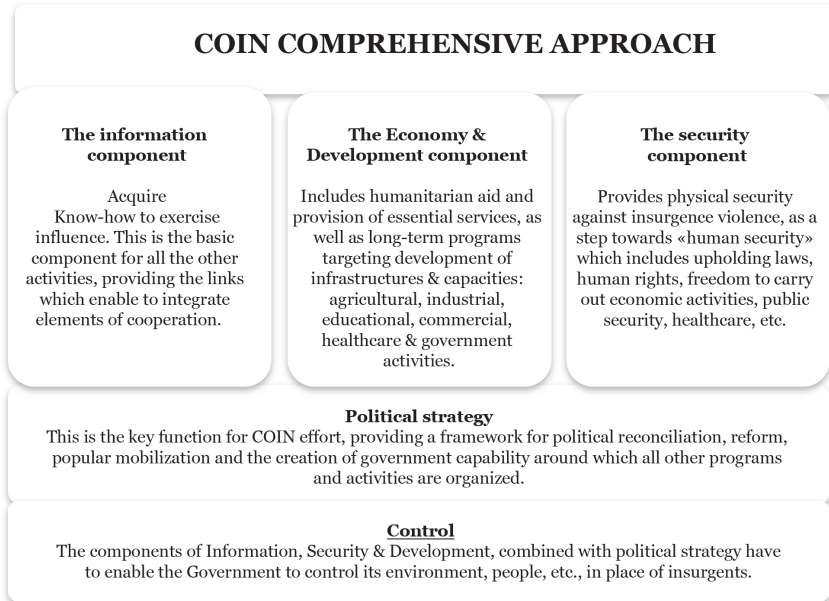 COIN COMPREHENSIVE APPROACH
The information
component
Acquire
Know-how to exercise
influence. This is the basic
component for all the other
activities, providing the links
which enable to integrate
elements of cooperation.
The Economy &
Development component
Includes humanitarian aid and
provision of essential services, as
well as long-term programs
targeting development of
infrastructures & capacities:
agricultural, industrial,
educational, commercial,
healthcare & government
activities.
The security
component
Provides physical security
against insurgence violence, as a
step towards «human security»
which includes upholding laws,
human rights, freedom to carry
out economic activities, public
security, healthcare, etc.
Political strategy
This is the key function for COIN effort, providing a framework for political reconciliation, reform,
popular mobilization and the creation of government capability around which all other programs
and activities are organized.
Control
The components of Information, Security & Development, combined with political strategy have
to enable the Government to control its environment, people, etc., in place of insurgents.